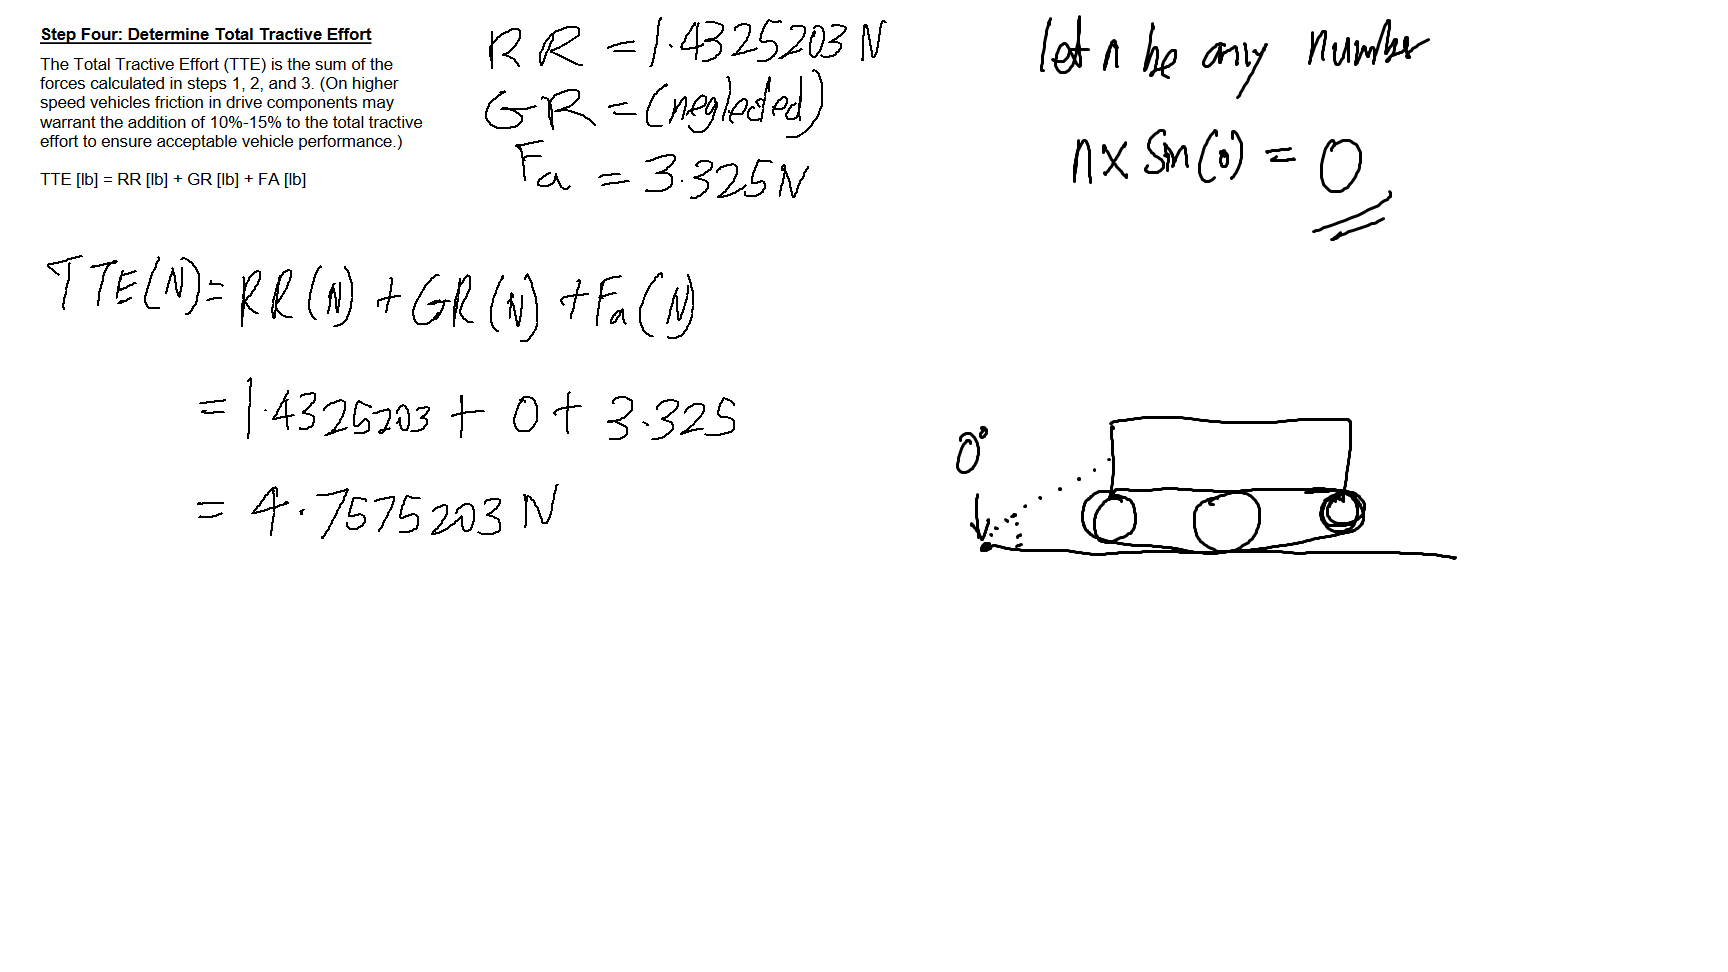 Step Four: Determine Total Tractive Effort
The Total Tractive Effort (TTE) is the sum of the
forces calculated in steps 1, 2, and 3. (On higher
speed vehicles friction in drive components may
warrant the addition of 10%-15% to the total tractive
effort to ensure acceptable vehicle performance.)
TTE [lb] = RR [lb] + GR [lb] + FA [lb]
RR = 1.4325203 N
GR = (neglected)
Fa = 3.325 N
let n be any number
n x Sin(0) = 0
TTE(N) = RR(N) + GR(N) + Fa(N)
= 1.4325203 + 0 + 3.325
= 4.7575203 N
0°